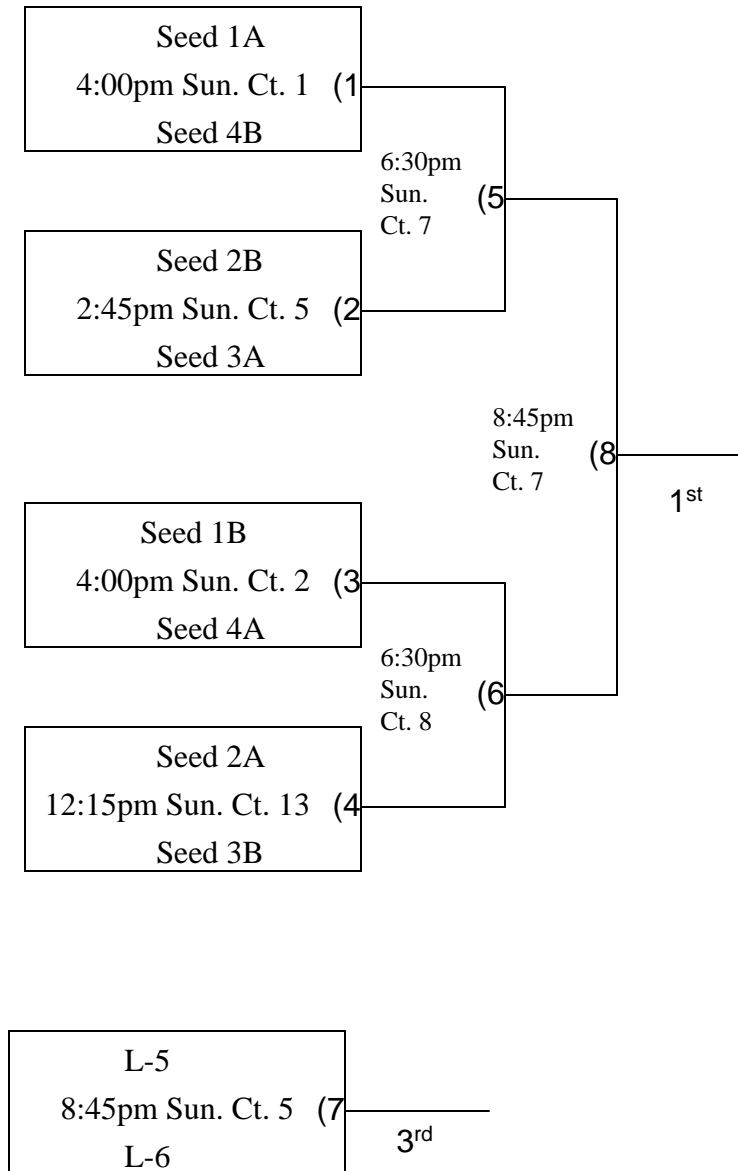 Seed 1A
4:00pm Sun. Ct. 1 (1
Seed 4B
6:30pm
Sun. (5
Ct. 7
Seed 2B
2:45pm Sun. Ct. 5 (2
Seed 3A
8:45pm
Sun. (8
Ct. 7
1st
Seed 1B
4:00pm Sun. Ct. 2 (3
Seed 4A
6:30pm
Sun. (6
Ct. 8
Seed 2A
12:15pm Sun. Ct. 13 (4
Seed 3B
L-5
8:45pm Sun. Ct. 5 (7
L-6
3rd